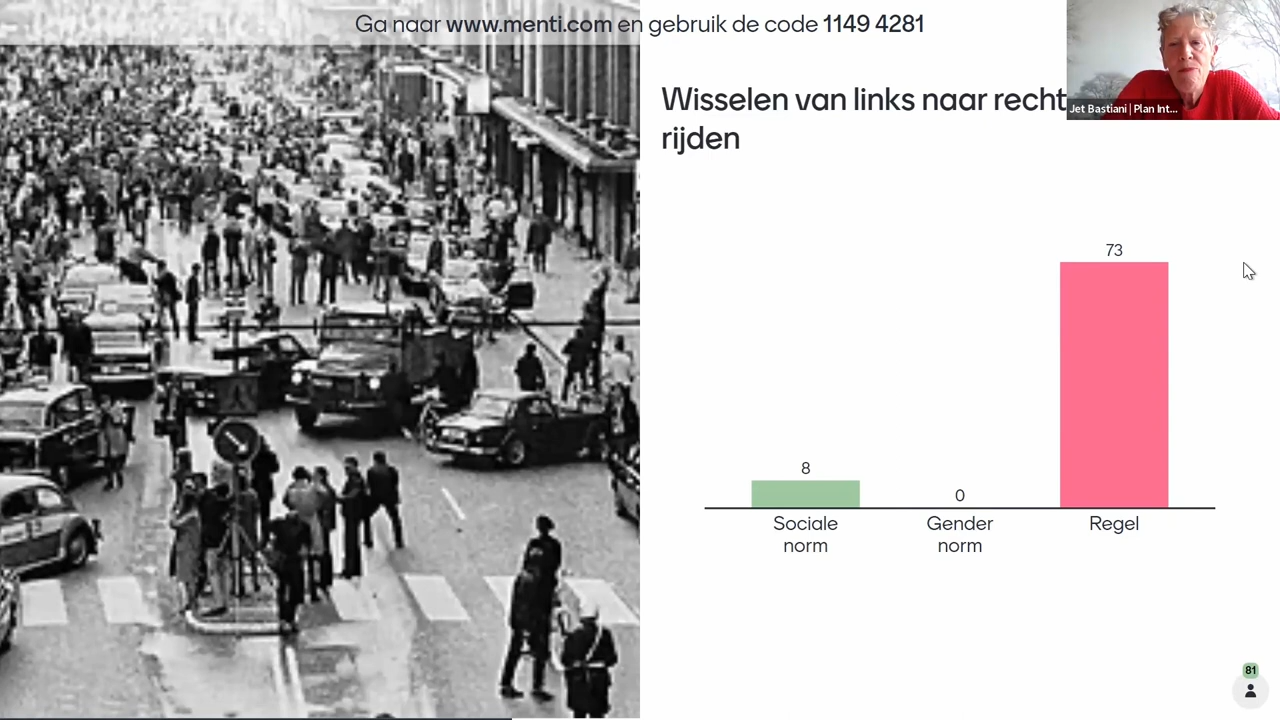 Ga naar www.menti.com en gebruik de code 1149 4281
Wisselen van links naar recht
rijden
Jet Bastiani | Plan Int...
73
8
0
Sociale
norm
Gender
norm
Regel
81